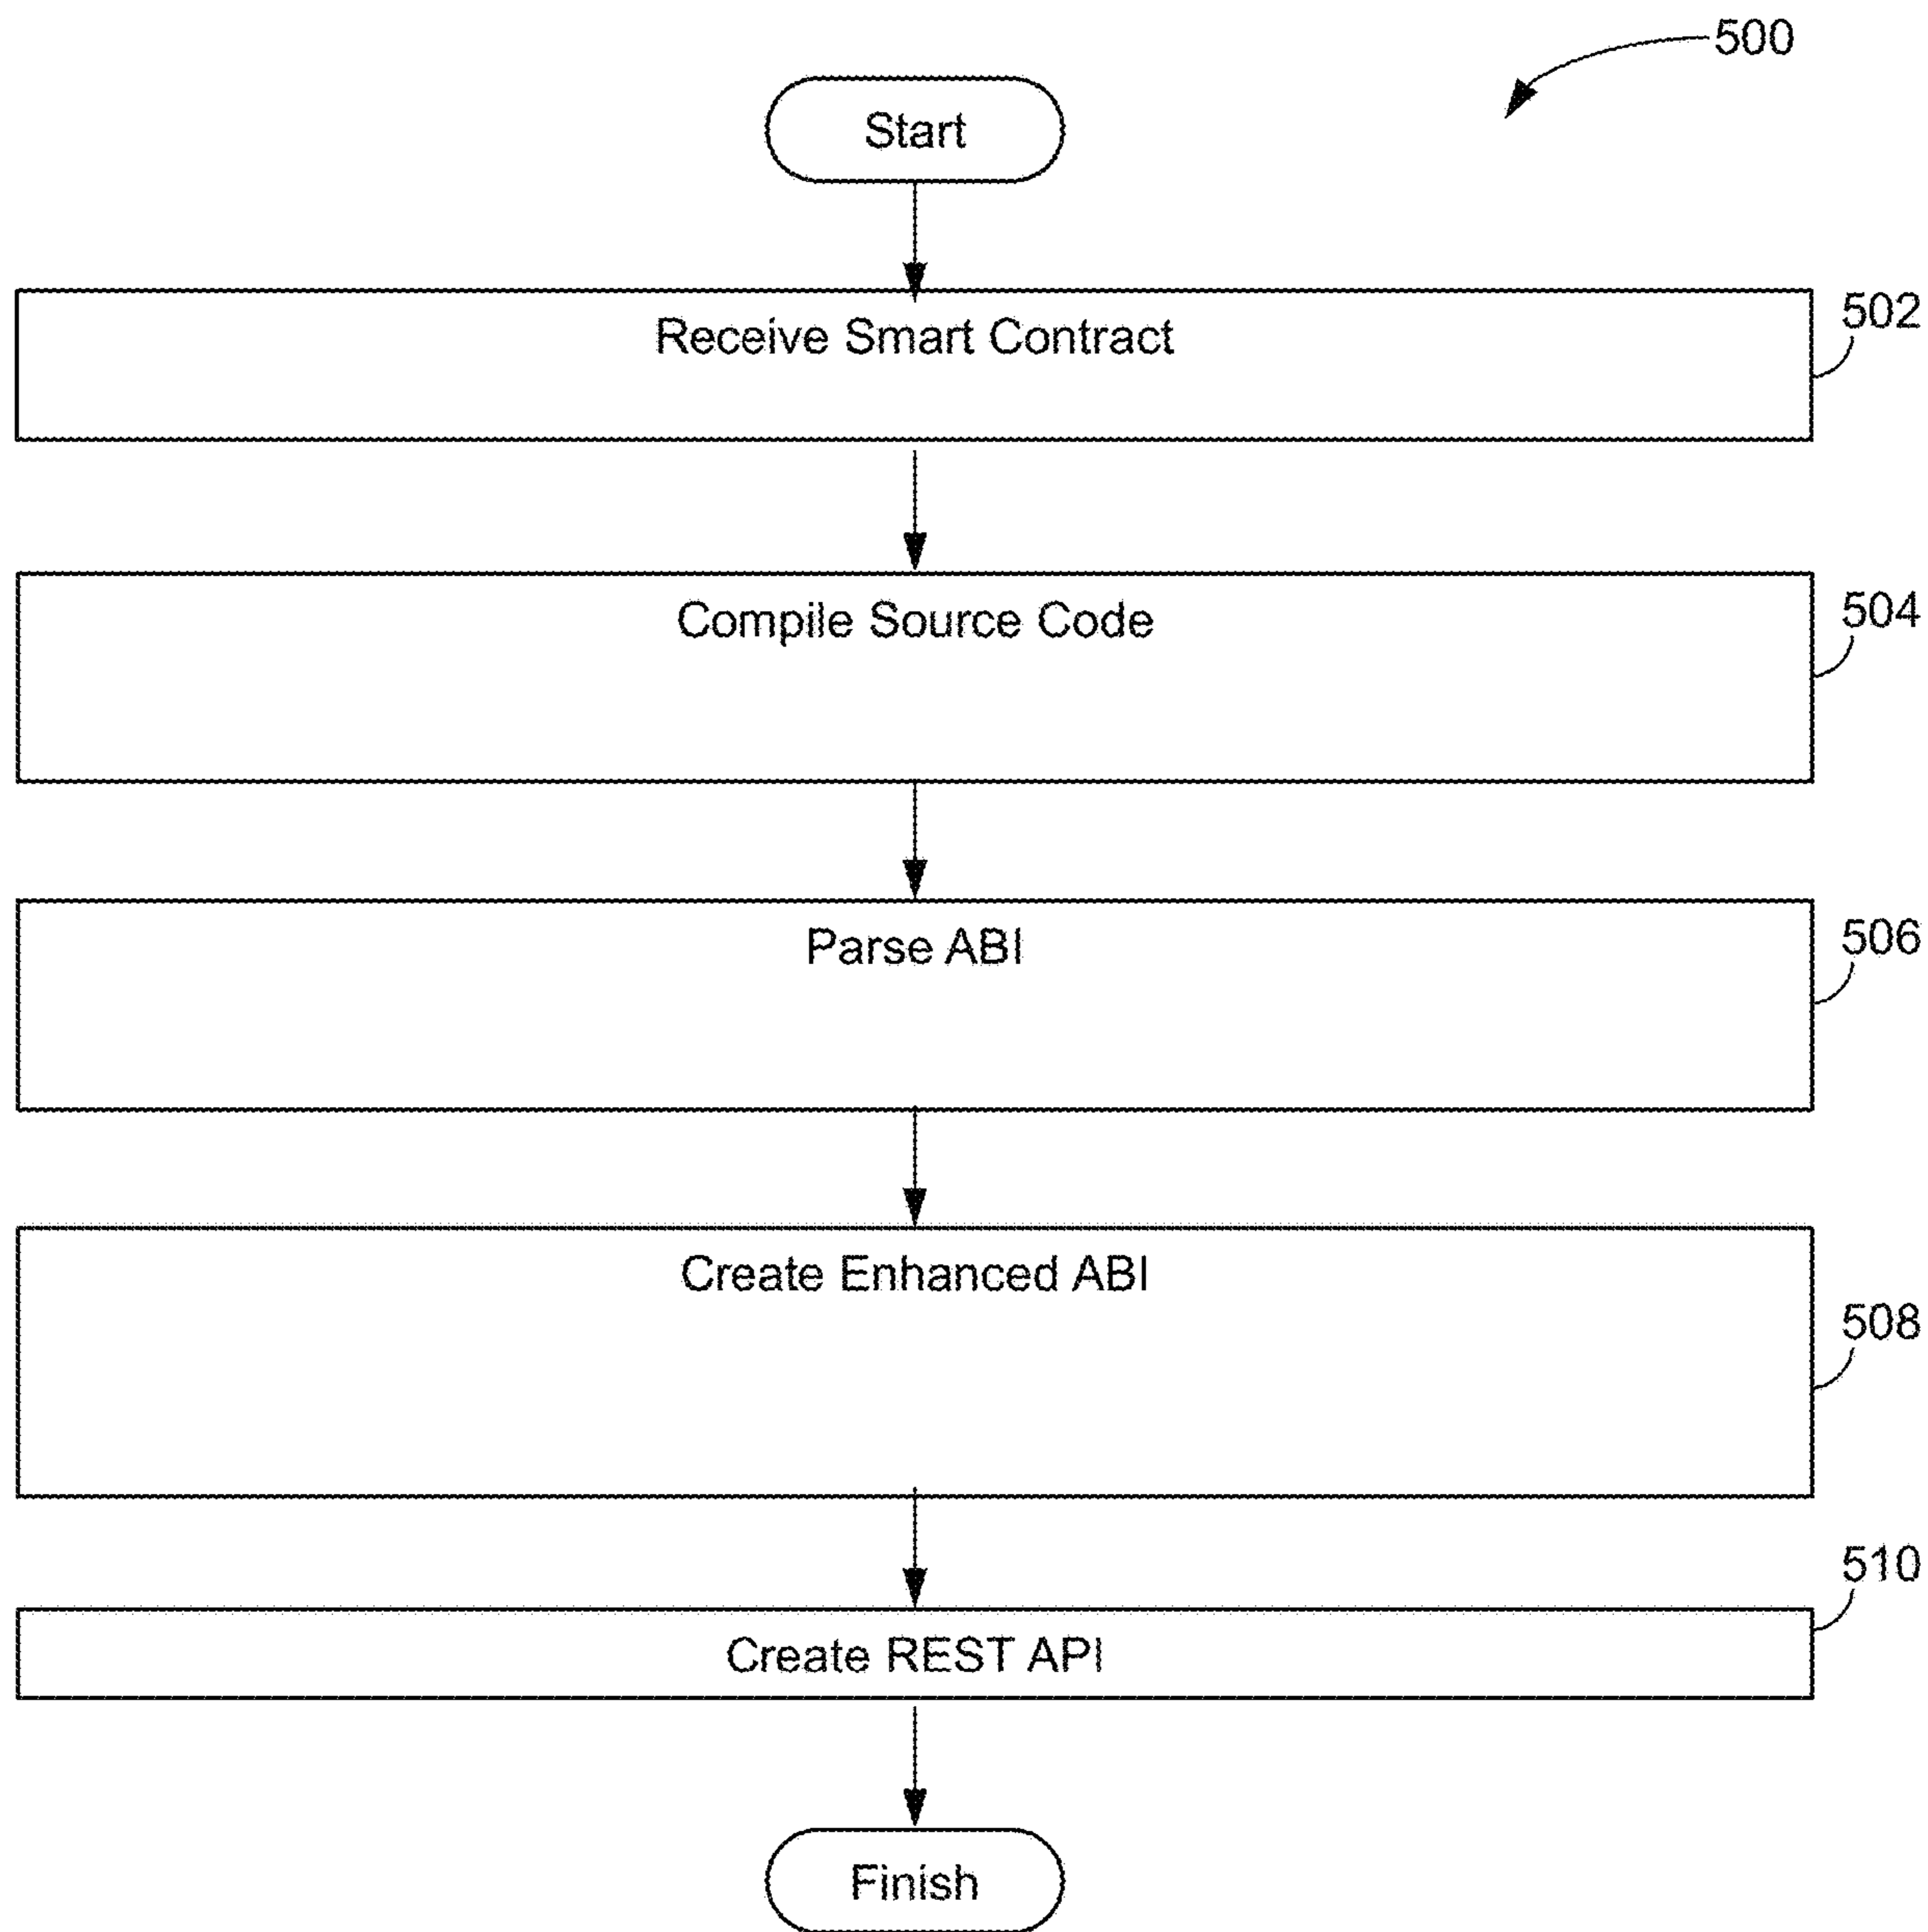 500
Start
Receive Smart Contract
502
Compile Source Code
504
Parse ABI
506
Create Enhanced ABI
508
510
Create REST API
Finish